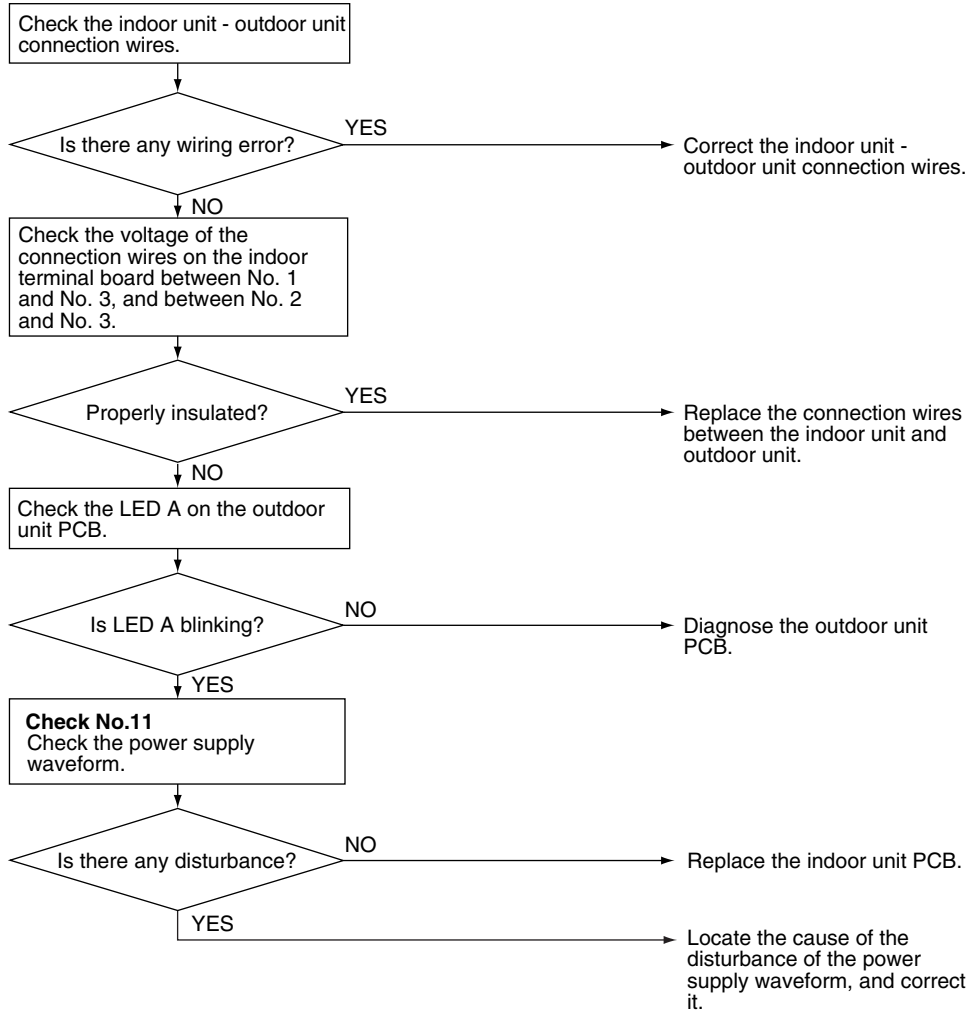 Check the indoor unit - outdoor unit
connection wires.
Is there any wiring error?
YES
Correct the indoor unit -
outdoor unit connection wires.
NO
Check the voltage of the
connection wires on the indoor
terminal board between No. 1
and No. 3, and between No. 2
and No. 3.
Properly insulated?
YES
Replace the connection wires
between the indoor unit and
outdoor unit.
NO
Check the LED A on the outdoor
unit PCB.
Is LED A blinking?
NO
Diagnose the outdoor unit
PCB.
YES
Check No.11
Check the power supply
waveform.
Is there any disturbance?
NO
Replace the indoor unit PCB.
YES
Locate the cause of the
disturbance of the power
supply waveform, and correct
it.